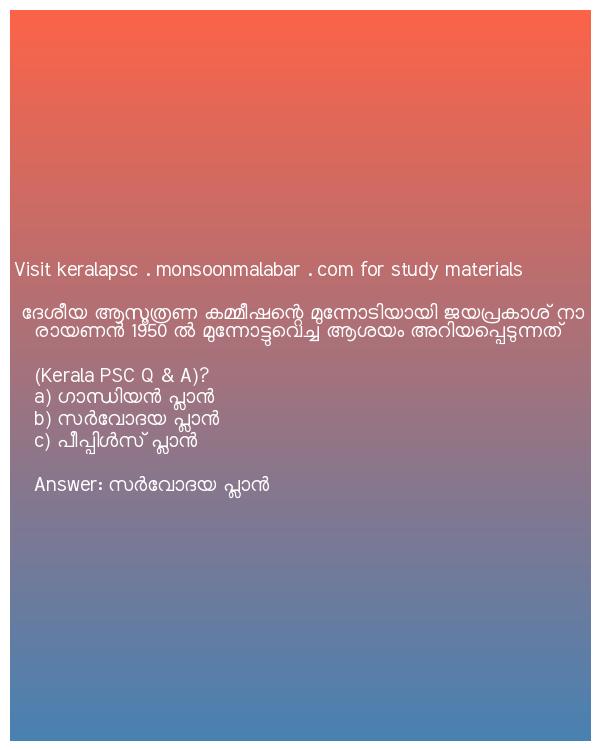 Visit keralapsc . monsoonmalabar . com for study materials
ദേശീയ ആസൂത്രണ കമ്മീഷന്റെ മുന്നോടിയായി ജയപ്രകാശ് നാ
രായണൻ 1950 ൽ മുന്നോട്ടുവെച്ച ആശയം അറിയപ്പെടുന്നത്
(Kerala PSC Q & A)?
a) ഗാന്ധിയൻ പ്ലാൻ
b) സർവോദയ പ്ലാൻ
c) പീപ്പിൾസ് പ്ലാൻ
Answer: സർവോദയ പ്ലാൻ